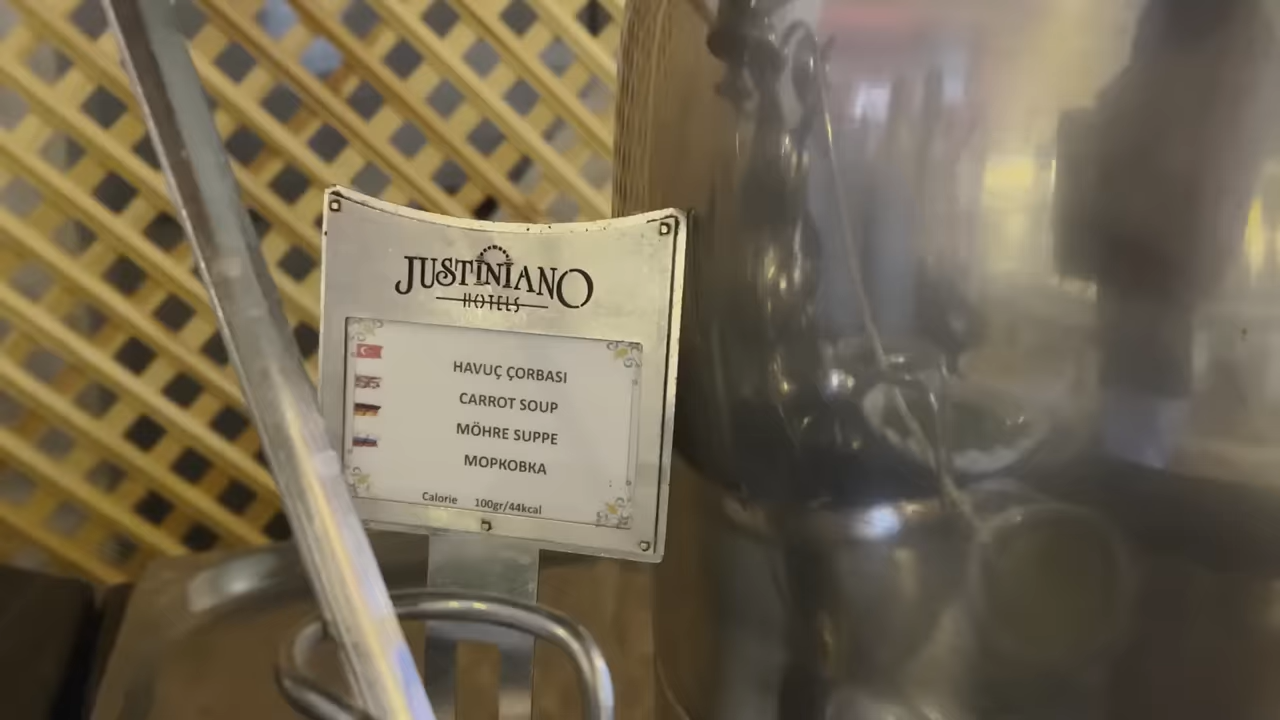 JUSTINIANO
HOTELS
HAVUÇ ÇORBASI
CARROT SOUP
MÖHRE SUPPE
МОРКОВКА
Calorie 100gr/44kcal